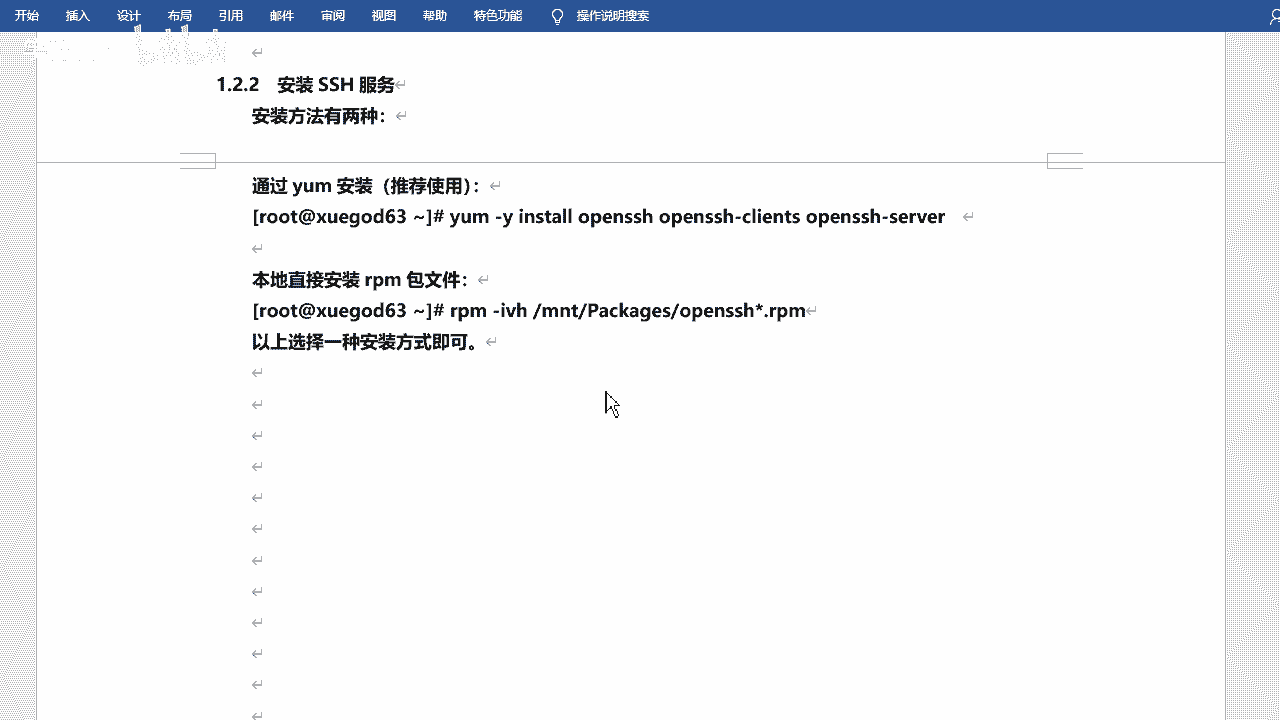 开始 插入 设计 布局 引用 邮件 审阅 视图 帮助 特色功能 操作说明搜索
1.2.2 安装 SSH 服务
安装方法有两种：
通过 yum 安装（推荐使用）：
[root@xuegod63 ~]# yum -y install openssh openssh-clients openssh-server
本地直接安装 rpm 包文件：
[root@xuegod63 ~]# rpm -ivh /mnt/Packages/openssh*.rpm
以上选择一种安装方式即可。